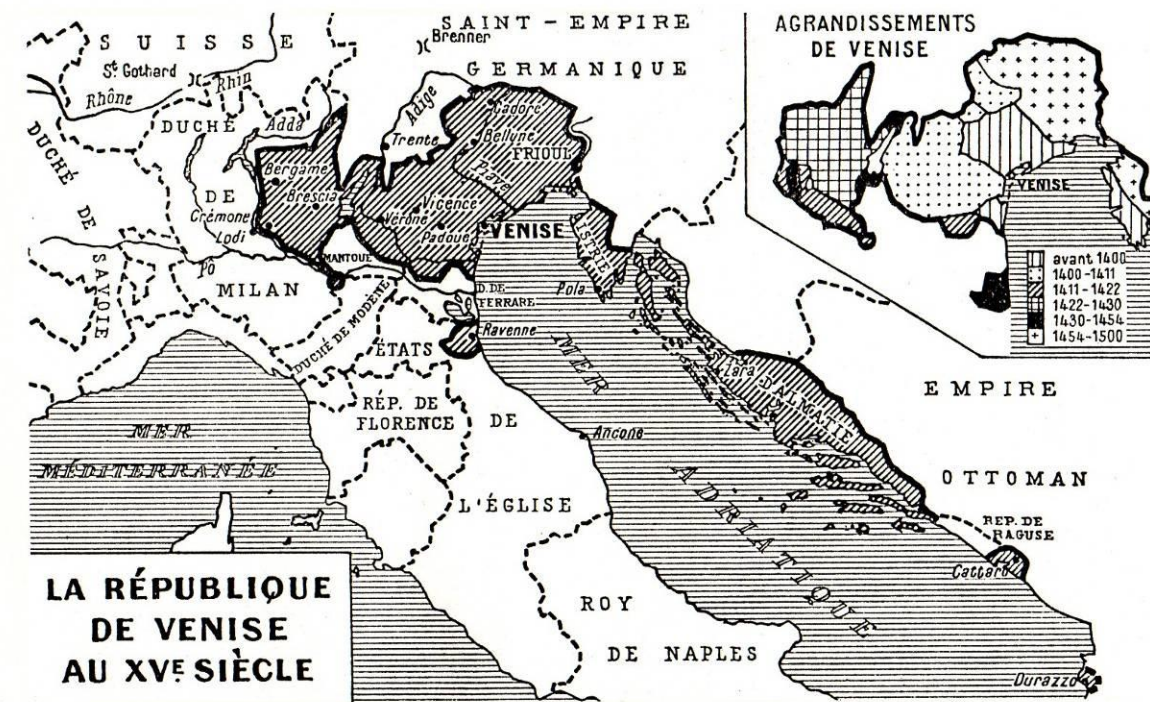 SAINT-EMPIRE
GERMANIQUE
Brenner
SUISSE
St Gothard
Rhin
Rhône
DUCHÉ
DE
SAVOIE
DUCHÉ
DE
MILAN
Adda
Adige
Trente
Cadore
Bellune
FRIOUL
Piave
Bergame
Brescia
Crémone
Lodi
Vicence
Vérone
Padoue
VENISE
ISTRIE
MANTOUE
Pô
Pola
D. DE
FERRARE
DUCHÉ DE MODÈNE
Ravenne
ÉTATS
DE
L'ÉGLISE
RÉP. DE
FLORENCE
MER
MÉDITERRANÉE
MER
ADRIATIQUE
Ancone
Zara
DALMATIE
EMPIRE
OTTOMAN
REP. DE
RAGUSE
Cattaro
ROY
DE NAPLES
Durazzo
LA RÉPUBLIQUE
DE VENISE
AU XVE SIÈCLE
AGRANDISSEMENTS
DE VENISE
VENISE
avant 1400
1400-1411
1411-1422
1422-1430
1430-1454
1454-1500